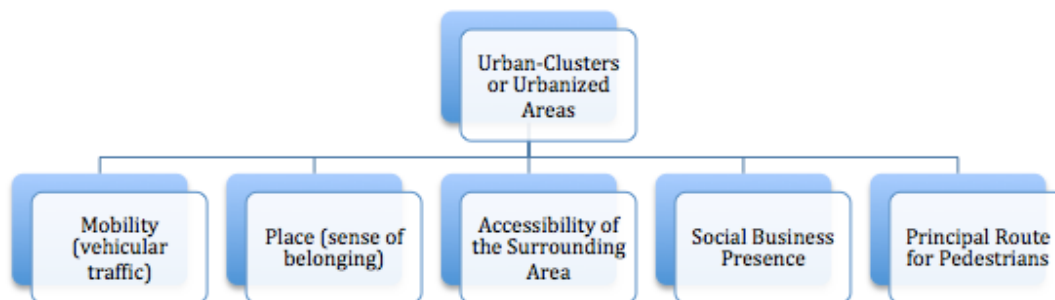 Urban-Clusters
or Urbanized
Areas
Mobility
(vehicular
traffic)
Place (sense of
belonging)
Accessibility of
the Surrounding
Area
Social Business
Presence
Principal Route
for Pedestrians